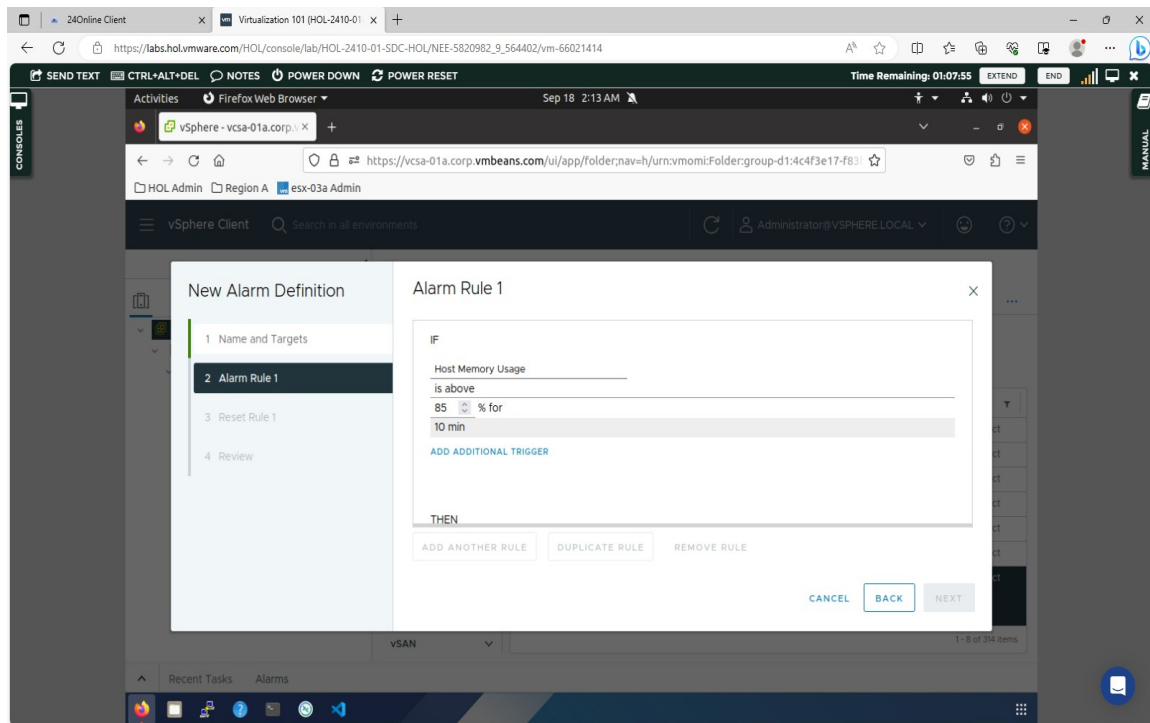 24Online Client
Virtualization 101 (HOL-2410-01
https://labs.hol.vmware.com/HOL/console/lab/HOL-2410-01-SDC-HOL/NEE-5820982_9_564402/vm-66021414
SEND TEXT CTRL+ALT+DEL NOTES POWER DOWN POWER RESET Time Remaining: 01:07:55 EXTEND END
CONSOLES
MANUAL
Activities Firefox Web Browser Sep 18 2:13 AM
vSphere - vcsa-01a.corp.v
https://vcsa-01a.corp.vmbeans.com/ui/app/folder;nav=h/urn:vmomi:Folder:group-d1:4c4f3e17-f83
HOL Admin Region A esx-03a Admin
vSphere Client Search in all environments Administrator@VSPHERE.LOCAL
New Alarm Definition
1 Name and Targets
2 Alarm Rule 1
3 Reset Rule 1
4 Review
Alarm Rule 1
IF
Host Memory Usage
is above
85 % for
10 min
ADD ADDITIONAL TRIGGER
THEN
ADD ANOTHER RULE DUPLICATE RULE REMOVE RULE
CANCEL BACK NEXT
ct
ct
ct
ct
ct
ct
ct
vSAN
1 - 8 of 314 items
Recent Tasks Alarms